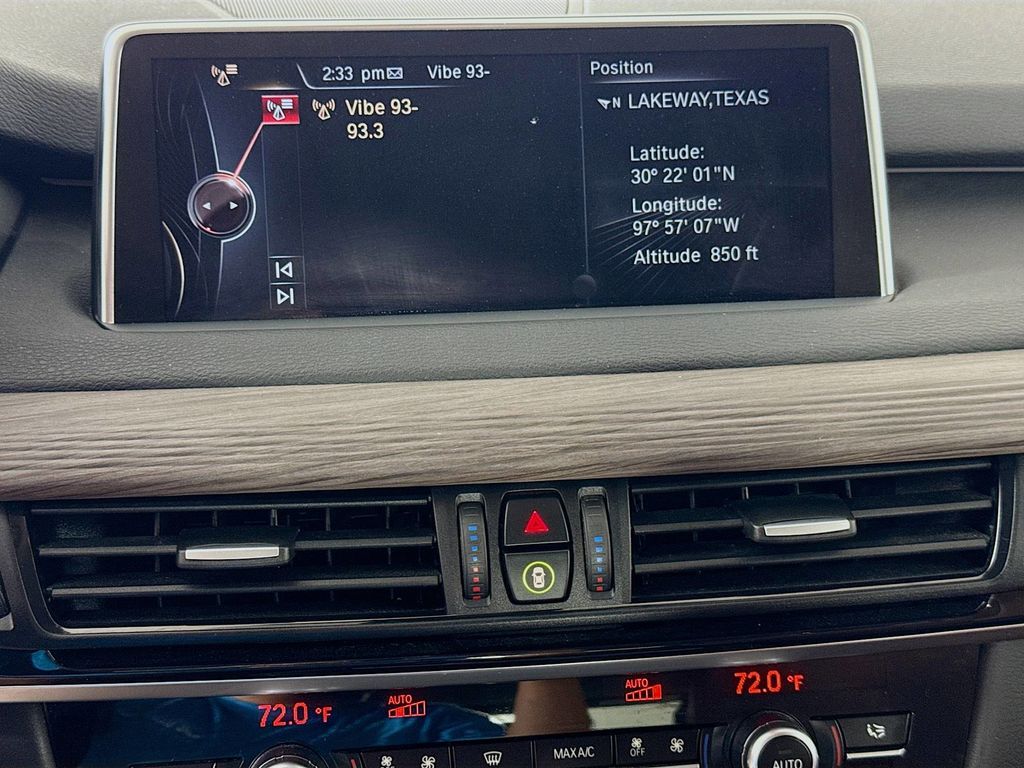 2:33 pm
Vibe 93-
Vibe 93-
93.3
Position
N LAKEWAY,TEXAS
Latitude:
30° 22' 01"N
Longitude:
97° 57' 07"W
Altitude 850 ft
72.0 °F
AUTO
AUTO
72.0 °F
OFF
MAX A/C
OFF
AUTO